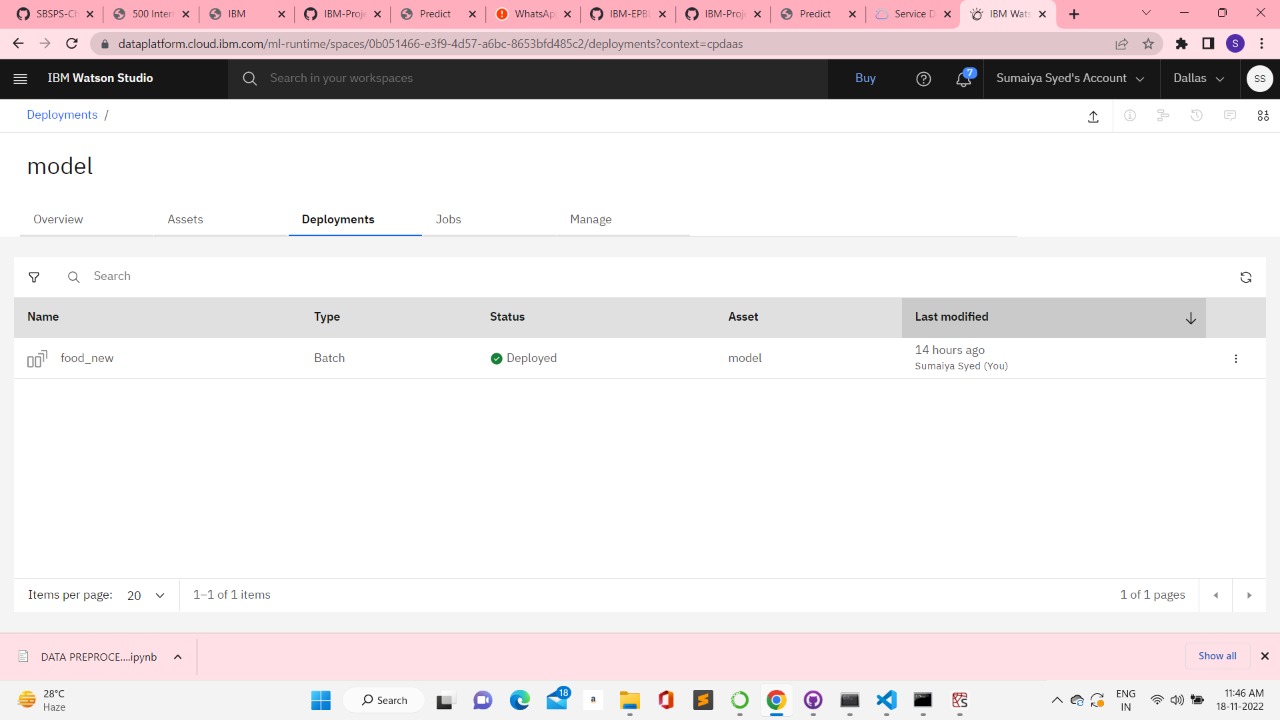 SBSPS-Ch
500 Intern
IBM
IBM-Proje
Predict
WhatsAp
IBM-EPBL
IBM-Proje
Predict
Service D
IBM Wats
dataplatform.cloud.ibm.com/ml-runtime/spaces/0b051466-e3f9-4d57-a6bc-8653bfd485c2/deployments?context=cpdaas
S
IBM Watson Studio
Search in your workspaces
Buy
7
Sumaiya Syed's Account
Dallas
SS
Deployments /
model
Overview
Assets
Deployments
Jobs
Manage
Search
Name
Type
Status
Asset
Last modified
food_new
Batch
Deployed
model
14 hours ago
Sumaiya Syed (You)
Items per page: 20
1–1 of 1 items
1 of 1 pages
DATA PREPROCE....ipynb
Show all
28°C
Haze
Search
18
a
ENG
IN
11:46 AM
18-11-2022